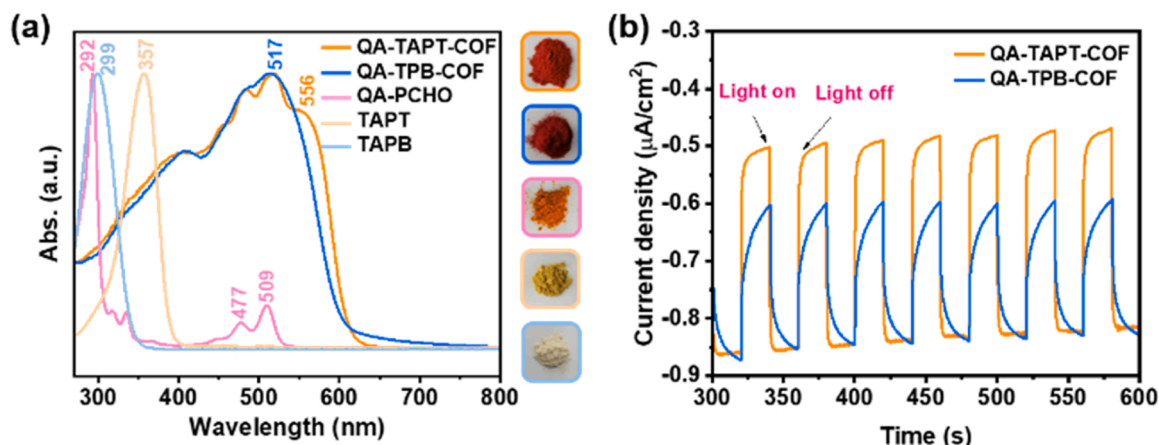 (a)
292
299
357
517
556
477
509
QA-TAPT-COF
QA-TPB-COF
QA-PCHO
TAPT
TAPB
Abs. (a.u.)
300 400 500 600 700 800
Wavelength (nm)
(b)
-0.3
-0.4
-0.5
-0.6
-0.7
-0.8
-0.9
Current density (μA/cm²)
QA-TAPT-COF
QA-TPB-COF
Light on
Light off
300 350 400 450 500 550 600
Time (s)